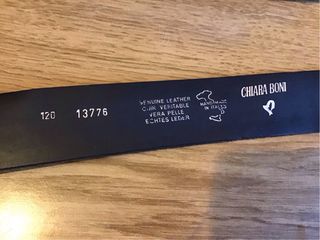 120 13776
GENUINE LEATHER
CUIR VERITABLE
VERA PELLE
ECHTES LEDER
MADE
IN ITALY
CHIARA BONI